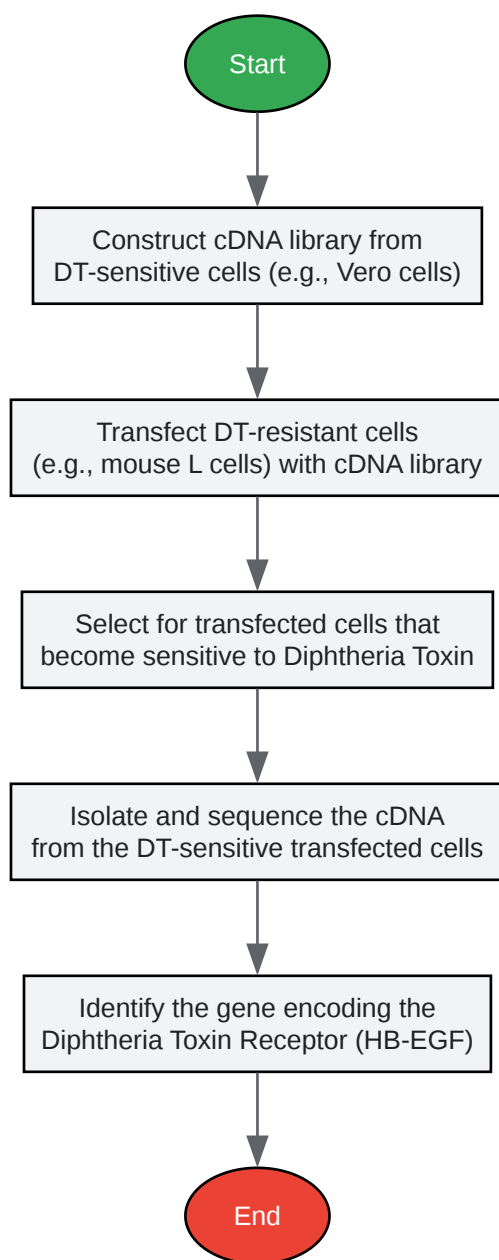 Start
Construct cDNA library from
DT-sensitive cells (e.g., Vero cells)
Transfect DT-resistant cells
(e.g., mouse L cells) with cDNA library
Select for transfected cells that
become sensitive to Diphtheria Toxin
Isolate and sequence the cDNA
from the DT-sensitive transfected cells
Identify the gene encoding the
Diphtheria Toxin Receptor (HB-EGF)
End